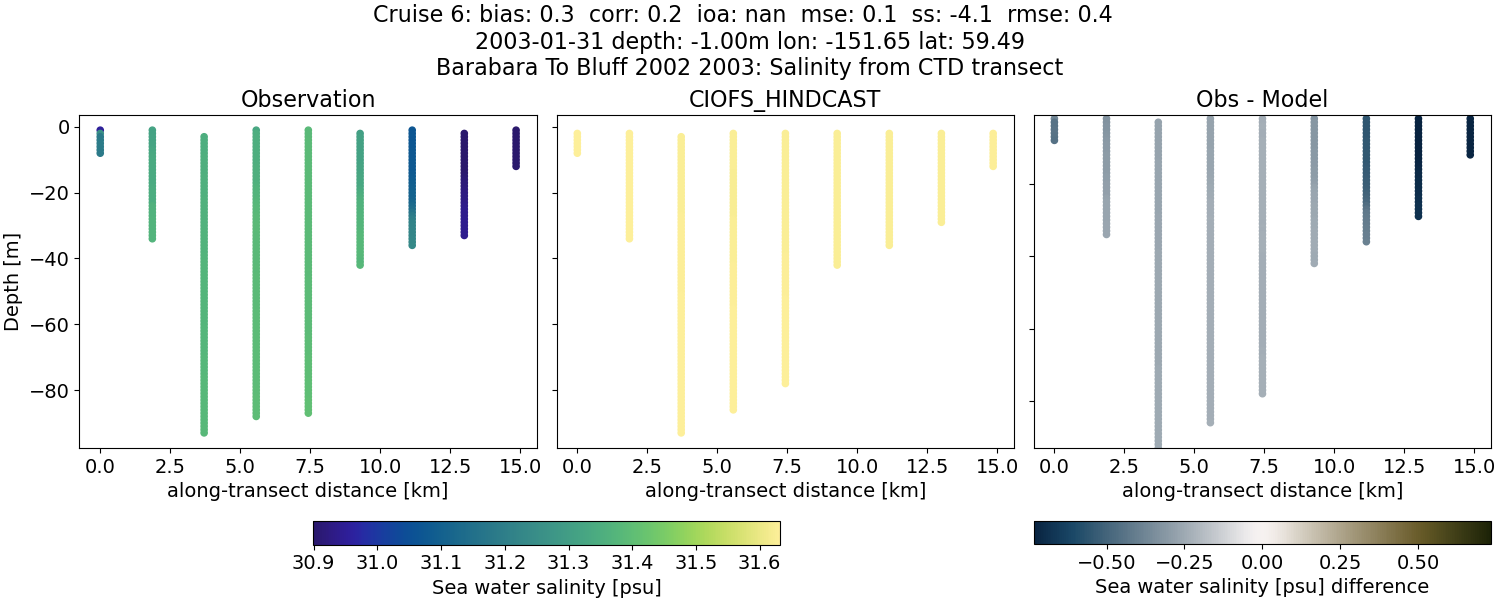 Cruise 6: bias: 0.3  corr: 0.2  ioa: nan  mse: 0.1  ss: -4.1  rmse: 0.4
2003-01-31 depth: -1.00m lon: -151.65 lat: 59.49
Barabara To Bluff 2002 2003: Salinity from CTD transect
Observation
CIOFS_HINDCAST
Obs - Model
Depth [m]
0
−20
−40
−60
−80
0.0 2.5 5.0 7.5 10.0 12.5 15.0
0.0 2.5 5.0 7.5 10.0 12.5 15.0
0.0 2.5 5.0 7.5 10.0 12.5 15.0
along-transect distance [km]
along-transect distance [km]
along-transect distance [km]
30.9 31.0 31.1 31.2 31.3 31.4 31.5 31.6
Sea water salinity [psu]
−0.50 −0.25 0.00 0.25 0.50
Sea water salinity [psu] difference